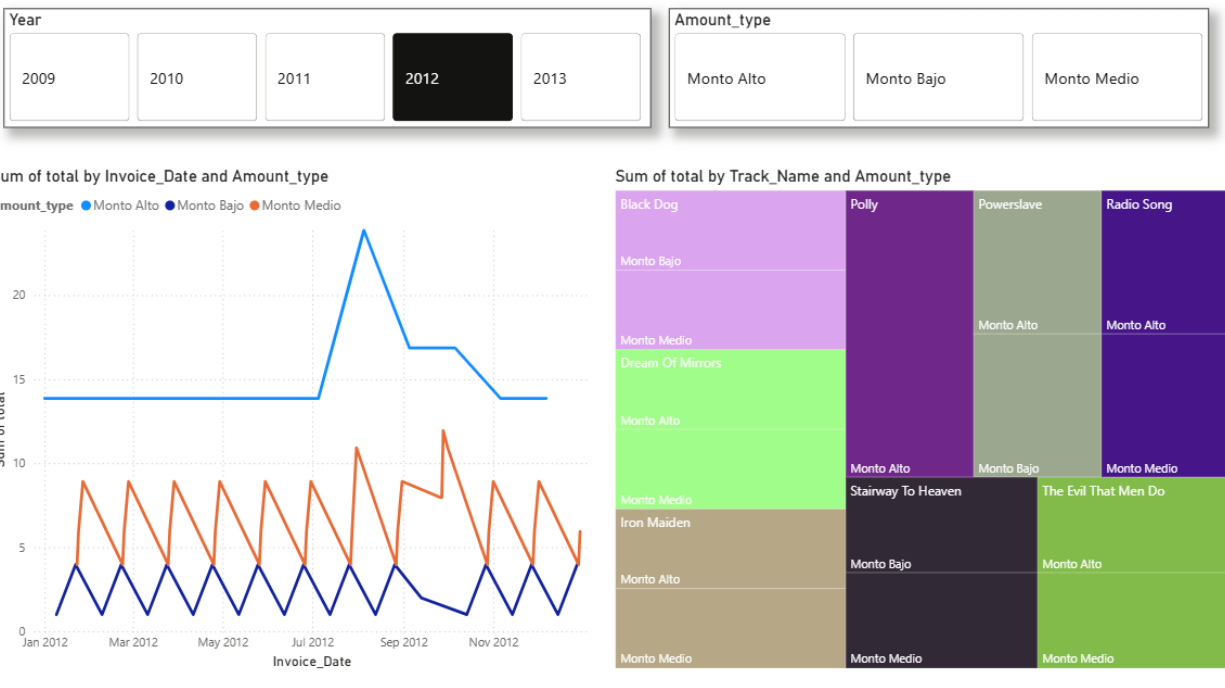 Year
2009 2010 2011 2012 2013
Amount_type
Monto Alto Monto Bajo Monto Medio
um of total by Invoice_Date and Amount_type
mount_type Monto Alto Monto Bajo Monto Medio
20
15
10
5
0
Sum of total
Jan 2012 Mar 2012 May 2012 Jul 2012 Sep 2012 Nov 2012
Invoice_Date
Sum of total by Track_Name and Amount_type
Black Dog
Monto Bajo
Monto Medio
Dream Of Mirrors
Monto Alto
Monto Medio
Iron Maiden
Monto Alto
Monto Medio
Polly
Monto Alto
Powerslave
Monto Alto
Monto Bajo
Radio Song
Monto Alto
Monto Medio
Stairway To Heaven
Monto Bajo
Monto Medio
The Evil That Men Do
Monto Alto
Monto Medio